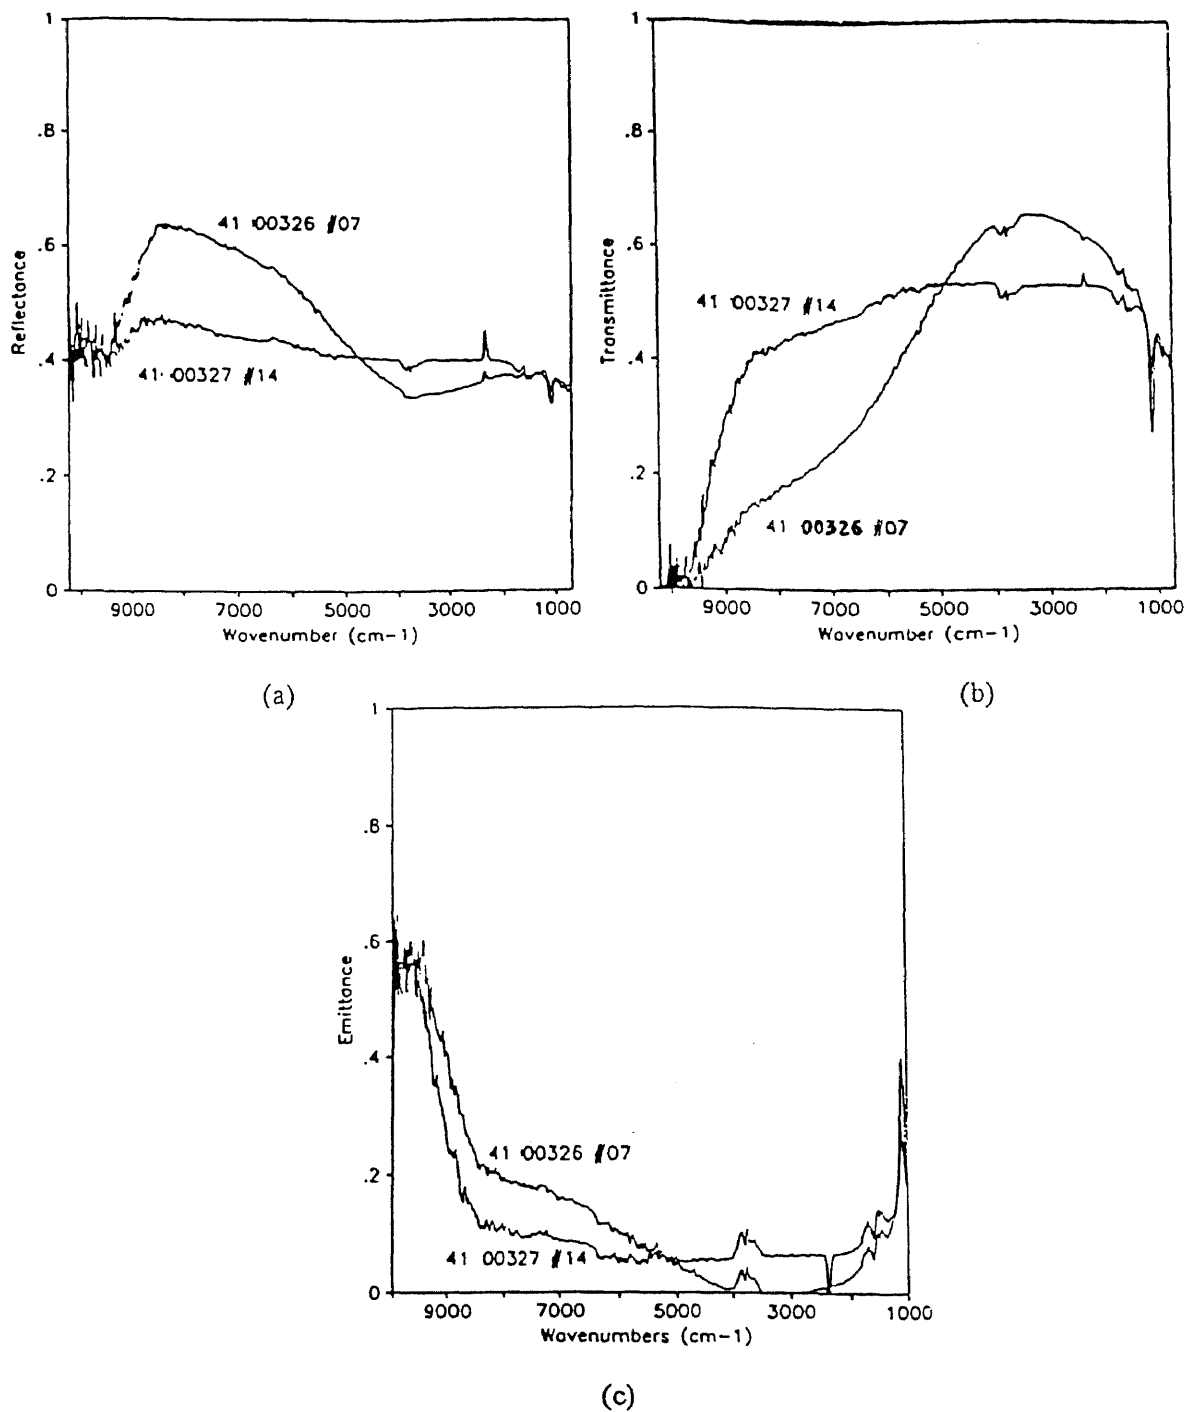 1
.8
.6
.4
.2
0
Reflectance
41 00326 #07
41 00327 #14
9000 7000 5000 3000 1000
Wavenumber (cm-1)
(a)
1
.8
.6
.4
.2
0
Transmittance
41 00327 #14
41 00326 #07
9000 7000 5000 3000 1000
Wavenumber (cm-1)
(b)
1
.8
.6
.4
.2
0
Emittance
41 00326 #07
41 00327 #14
9000 7000 5000 3000 1000
Wavenumbers (cm-1)
(c)